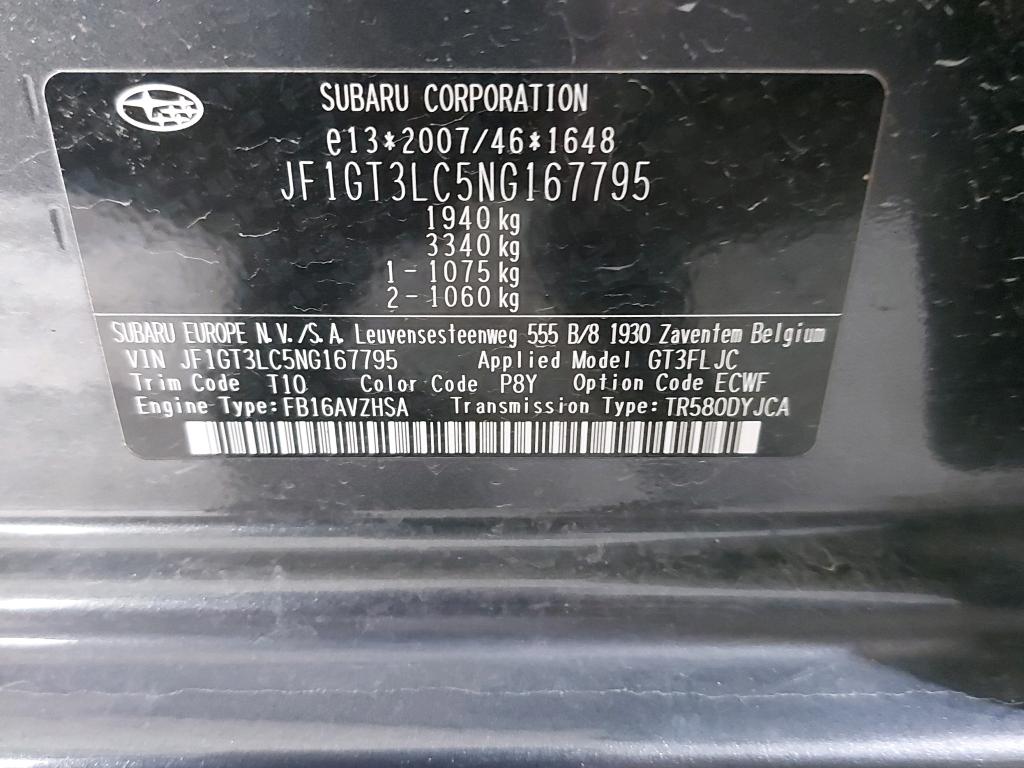 SUBARU CORPORATION
e13*2007/46*1648
JF1GT3LC5NG167795
1940 kg
3340 kg
1 - 1075 kg
2 - 1060 kg
SUBARU EUROPE N.V./S.A. Leuvensesteenweg 555 B/8 1930 Zaventem Belgium
VIN JF1GT3LC5NG167795 Applied Model GT3FLJC
Trim Code T10 Color Code P8Y Option Code ECWF
Engine Type: FB16AVZHSA Transmission Type: TR580DYJCA